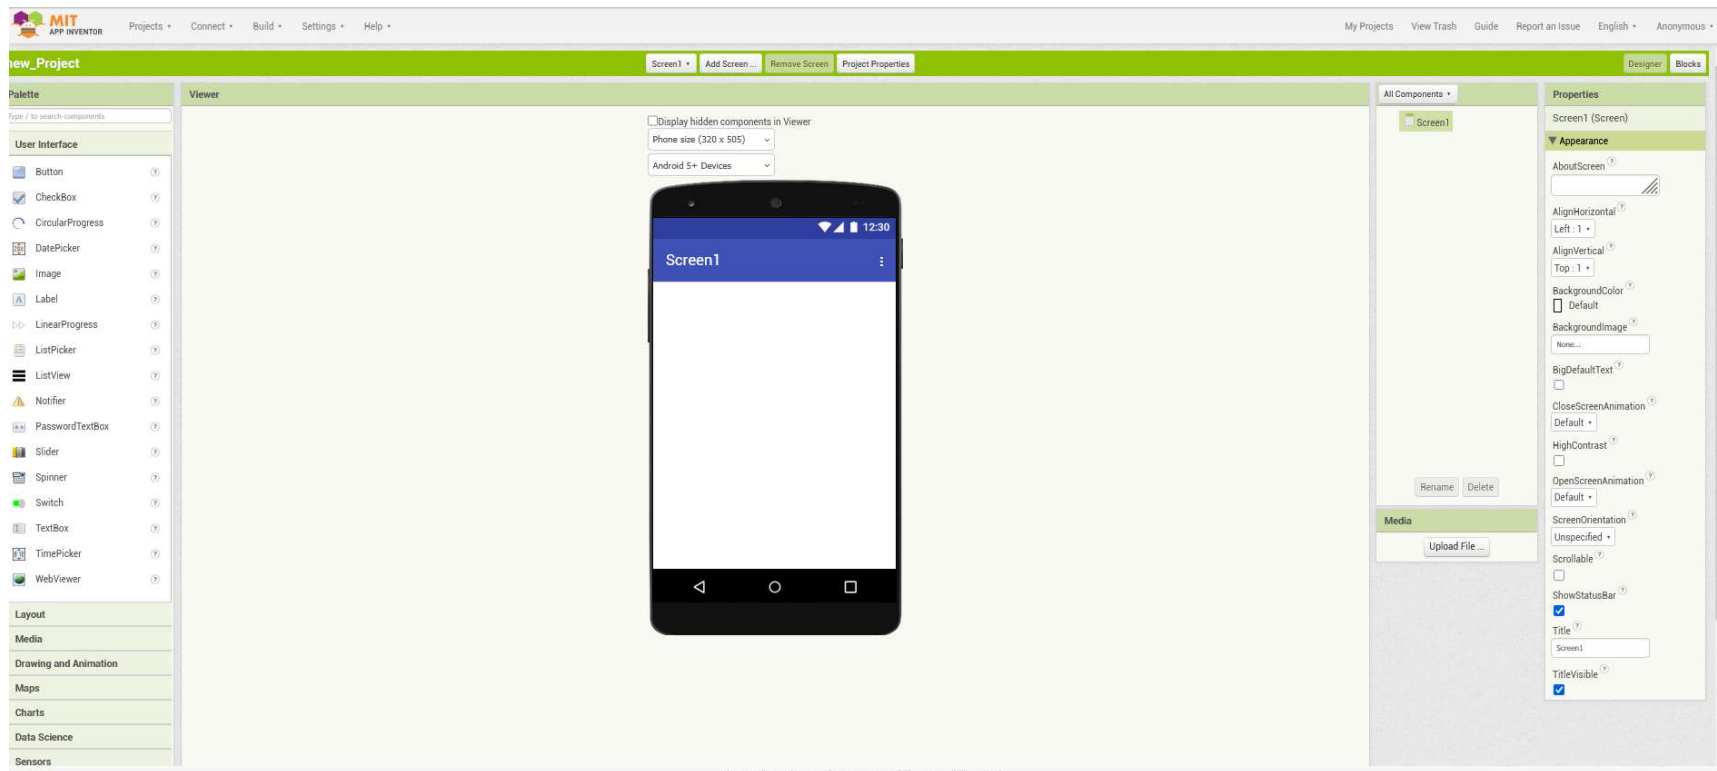 MIT
APP INVENTOR
Projects Connect Build Settings Help
My Projects View Trash Guide Report an Issue English Anonymous
new_Project
Screen1 Add Screen ... Remove Screen Project Properties
Designer Blocks
Palette
Type / to search components
User Interface
Button
CheckBox
CircularProgress
DatePicker
Image
Label
LinearProgress
ListPicker
ListView
Notifier
PasswordTextBox
Slider
Spinner
Switch
TextBox
TimePicker
WebViewer
Layout
Media
Drawing and Animation
Maps
Charts
Data Science
Sensors
Viewer
Display hidden components in Viewer
Phone size (320 x 505)
Android 5+ Devices
12:30
Screen1
All Components
Screen1
Rename Delete
Media
Upload File ...
Properties
Screen1 (Screen)
Appearance
AboutScreen
AlignHorizontal
Left : 1
AlignVertical
Top : 1
BackgroundColor
Default
BackgroundImage
None...
BigDefaultText
CloseScreenAnimation
Default
HighContrast
OpenScreenAnimation
Default
ScreenOrientation
Unspecified
Scrollable
ShowStatusBar
Title
Screen1
TitleVisible